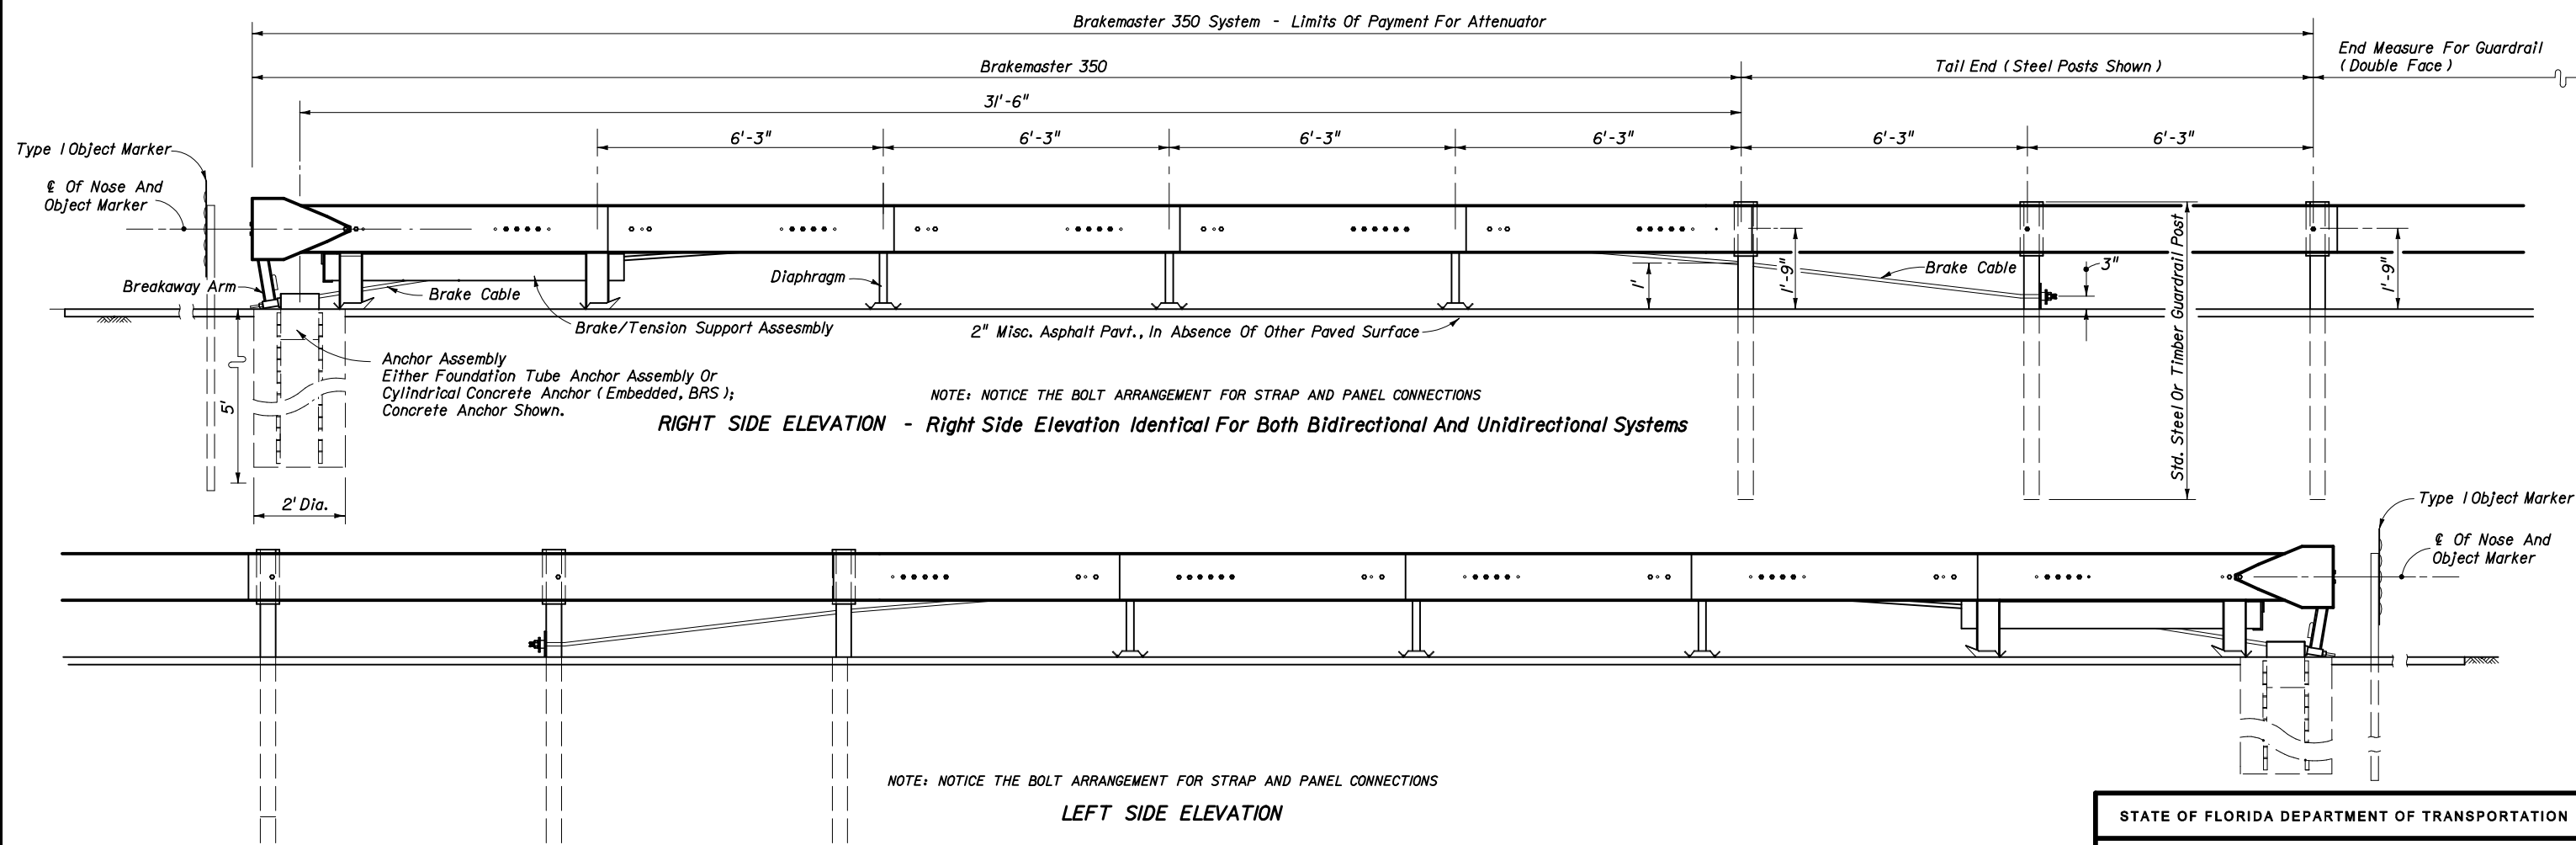 Brakemaster 350 System - Limits Of Payment For Attenuator
End Measure For Guardrail
(Double Face)
Brakemaster 350
Tail End (Steel Posts Shown)
31'-6"
6'-3"
6'-3"
6'-3"
6'-3"
6'-3"
6'-3"
Type 1 Object Marker
℄ Of Nose And
Object Marker
Breakaway Arm
Brake Cable
Diaphragm
Brake Cable
1'
1'-9"
3"
1'-9"
Std. Steel Or Timber Guardrail Post
Brake/Tension Support Assesmbly
2" Misc. Asphalt Pavt., In Absence Of Other Paved Surface
Anchor Assembly
Either Foundation Tube Anchor Assembly Or
Cylindrical Concrete Anchor (Embedded, BRS);
Concrete Anchor Shown.
5'
2' Dia.
NOTE: NOTICE THE BOLT ARRANGEMENT FOR STRAP AND PANEL CONNECTIONS
RIGHT SIDE ELEVATION - Right Side Elevation Identical For Both Bidirectional And Unidirectional Systems
Type 1 Object Marker
℄ Of Nose And
Object Marker
NOTE: NOTICE THE BOLT ARRANGEMENT FOR STRAP AND PANEL CONNECTIONS
LEFT SIDE ELEVATION
STATE OF FLORIDA DEPARTMENT OF TRANSPORTATION